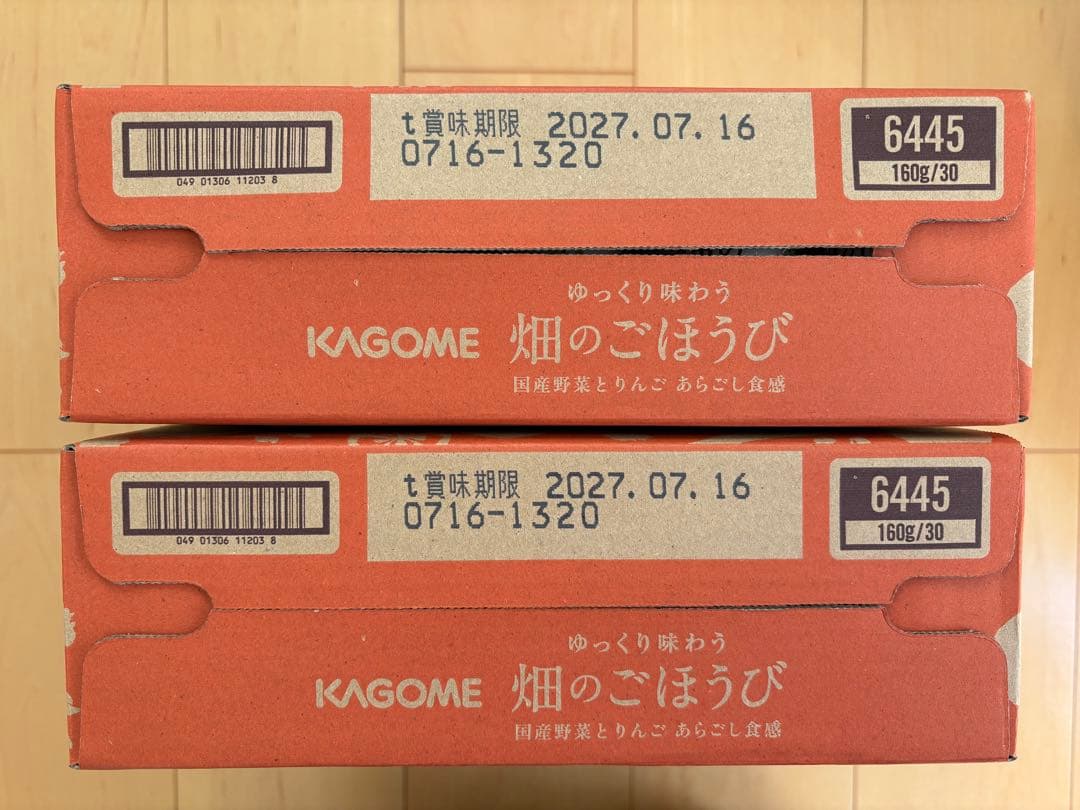 t賞味期限 2027.07.16
0716-1320
049 01306 11203 8
6445
160g/30
ゆっくり味わう
KAGOME 畑のごほうび
国産野菜とりんご あらごし食感
t賞味期限 2027.07.16
0716-1320
049 01306 11203 8
6445
160g/30
ゆっくり味わう
KAGOME 畑のごほうび
国産野菜とりんご あらごし食感